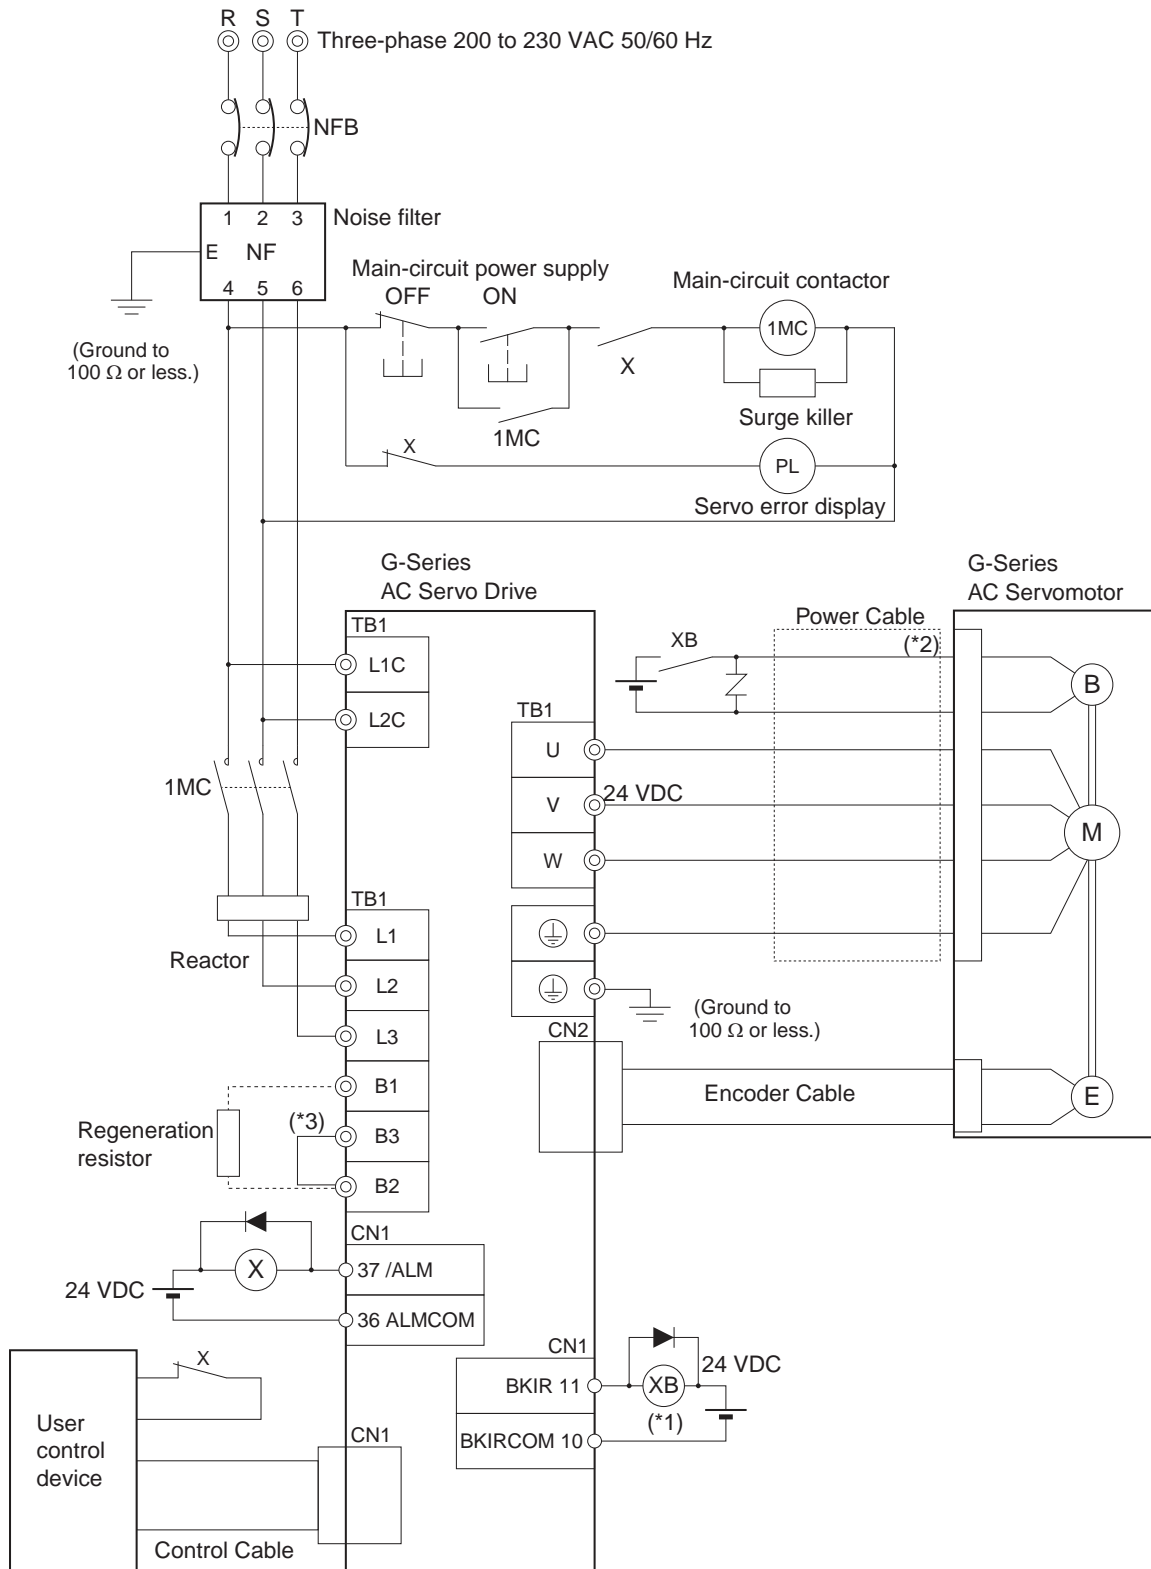 R S T
Three-phase 200 to 230 VAC 50/60 Hz
NFB
1 2 3
Noise filter
E NF
4 5 6
Main-circuit power supply
OFF ON
Main-circuit contactor
1MC
(Ground to
100 Ω or less.)
X
Surge killer
1MC
X
PL
Servo error display
G-Series
AC Servo Drive
G-Series
AC Servomotor
TB1
L1C
L2C
XB
Power Cable
(*2)
B
TB1
U
V
24 VDC
W
M
1MC
TB1
L1
Reactor
L2
L3
(Ground to
100 Ω or less.)
CN2
Encoder Cable
E
B1
(*3)
B3
Regeneration
resistor
B2
CN1
X
37 /ALM
24 VDC
36 ALMCOM
CN1
24 VDC
BKIR 11
XB
(*1)
BKIRCOM 10
X
User
control
device
CN1
Control Cable